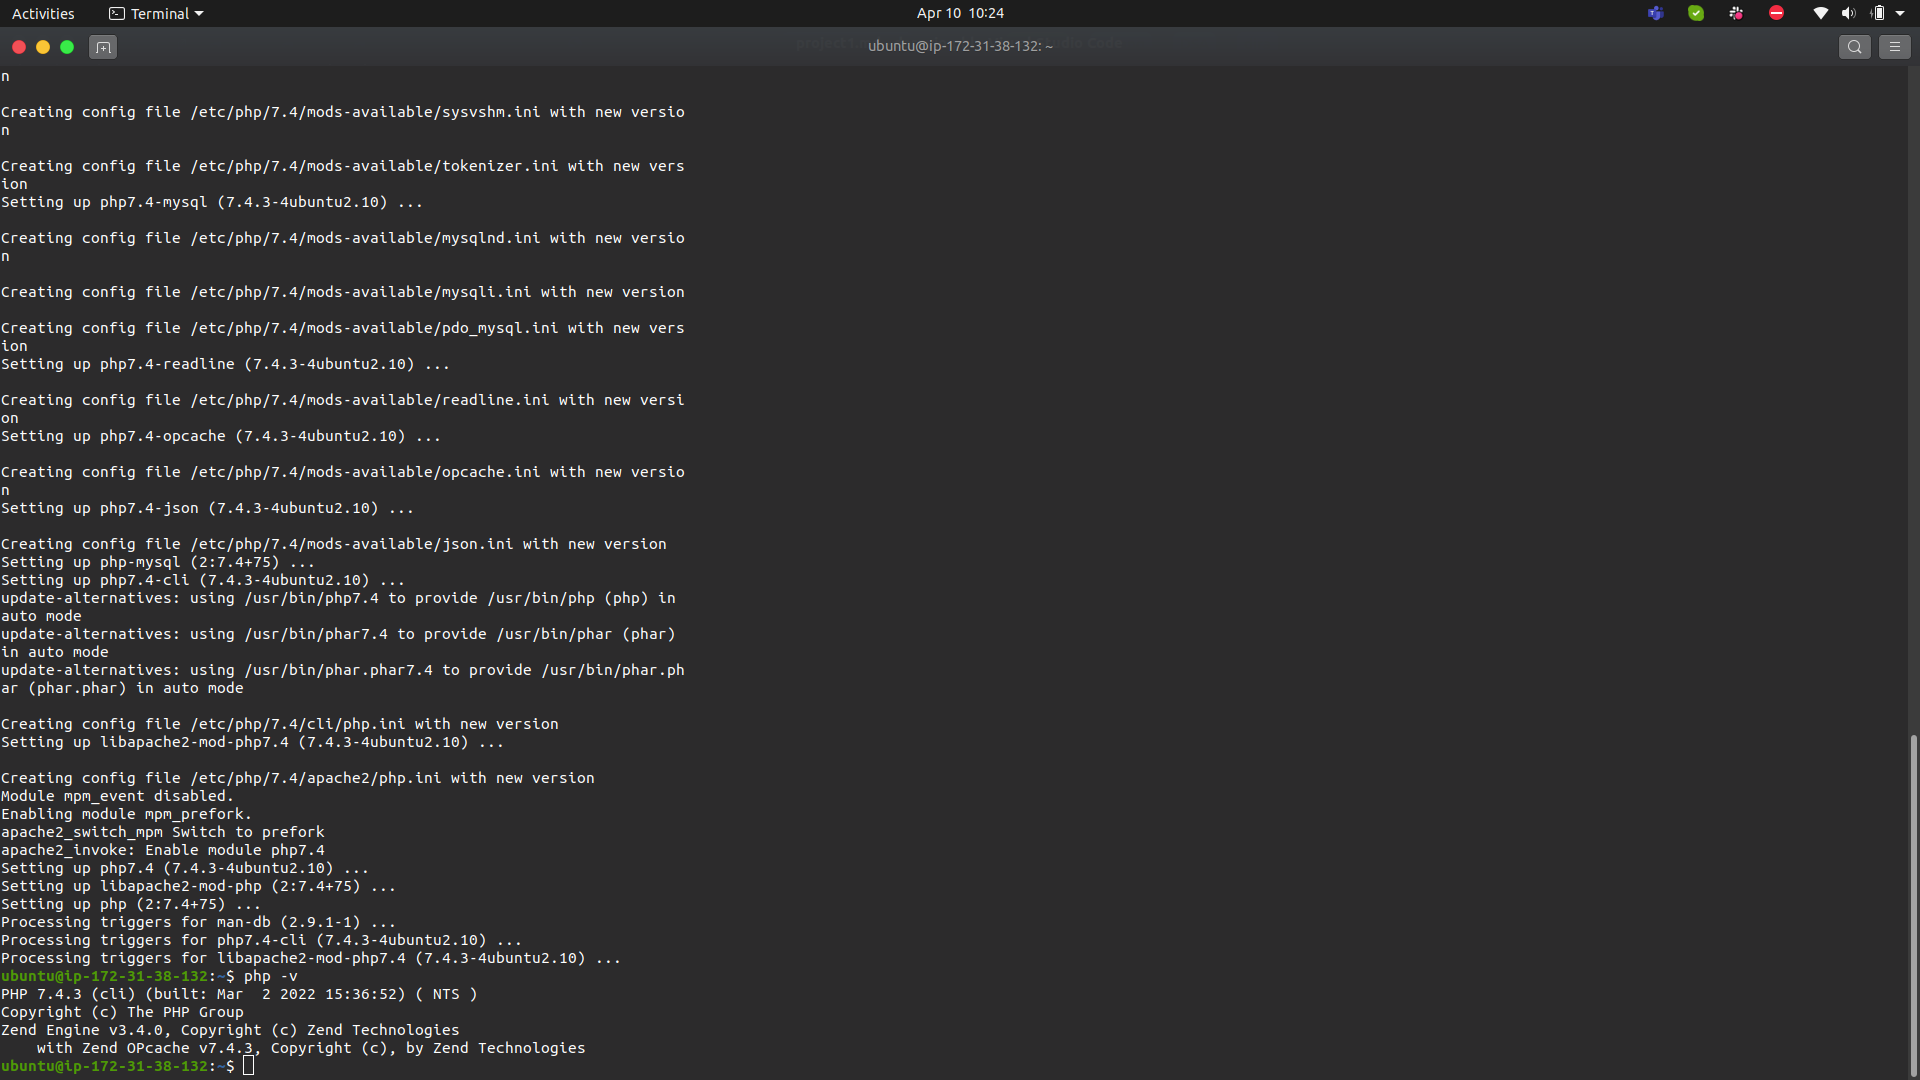 Activities
Terminal
Apr 10 10:24
ubuntu@ip-172-31-38-132: ~
n
Creating config file /etc/php/7.4/mods-available/sysvshm.ini with new versio
n
Creating config file /etc/php/7.4/mods-available/tokenizer.ini with new vers
ion
Setting up php7.4-mysql (7.4.3-4ubuntu2.10) ...
Creating config file /etc/php/7.4/mods-available/mysqlnd.ini with new versio
n
Creating config file /etc/php/7.4/mods-available/mysqli.ini with new version
Creating config file /etc/php/7.4/mods-available/pdo_mysql.ini with new vers
ion
Setting up php7.4-readline (7.4.3-4ubuntu2.10) ...
Creating config file /etc/php/7.4/mods-available/readline.ini with new versi
on
Setting up php7.4-opcache (7.4.3-4ubuntu2.10) ...
Creating config file /etc/php/7.4/mods-available/opcache.ini with new versio
n
Setting up php7.4-json (7.4.3-4ubuntu2.10) ...
Creating config file /etc/php/7.4/mods-available/json.ini with new version
Setting up php-mysql (2:7.4+75) ...
Setting up php7.4-cli (7.4.3-4ubuntu2.10) ...
update-alternatives: using /usr/bin/php7.4 to provide /usr/bin/php (php) in
auto mode
update-alternatives: using /usr/bin/phar7.4 to provide /usr/bin/phar (phar)
in auto mode
update-alternatives: using /usr/bin/phar.phar7.4 to provide /usr/bin/phar.ph
ar (phar.phar) in auto mode
Creating config file /etc/php/7.4/cli/php.ini with new version
Setting up libapache2-mod-php7.4 (7.4.3-4ubuntu2.10) ...
Creating config file /etc/php/7.4/apache2/php.ini with new version
Module mpm_event disabled.
Enabling module mpm_prefork.
apache2_switch_mpm Switch to prefork
apache2_invoke: Enable module php7.4
Setting up php7.4 (7.4.3-4ubuntu2.10) ...
Setting up libapache2-mod-php (2:7.4+75) ...
Setting up php (2:7.4+75) ...
Processing triggers for man-db (2.9.1-1) ...
Processing triggers for php7.4-cli (7.4.3-4ubuntu2.10) ...
Processing triggers for libapache2-mod-php7.4 (7.4.3-4ubuntu2.10) ...
ubuntu@ip-172-31-38-132:~$ php -v
PHP 7.4.3 (cli) (built: Mar  2 2022 15:36:52) ( NTS )
Copyright (c) The PHP Group
Zend Engine v3.4.0, Copyright (c) Zend Technologies
    with Zend OPcache v7.4.3, Copyright (c), by Zend Technologies
ubuntu@ip-172-31-38-132:~$